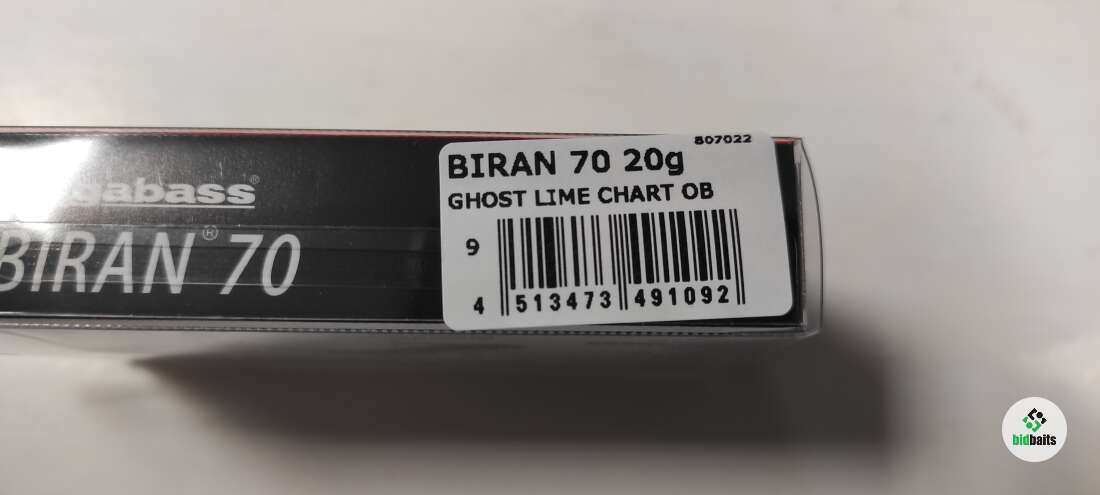 gabass®
BIRAN® 70
807022
BIRAN 70 20g
GHOST LIME CHART OB
9
4 513473 491092
bidbaits